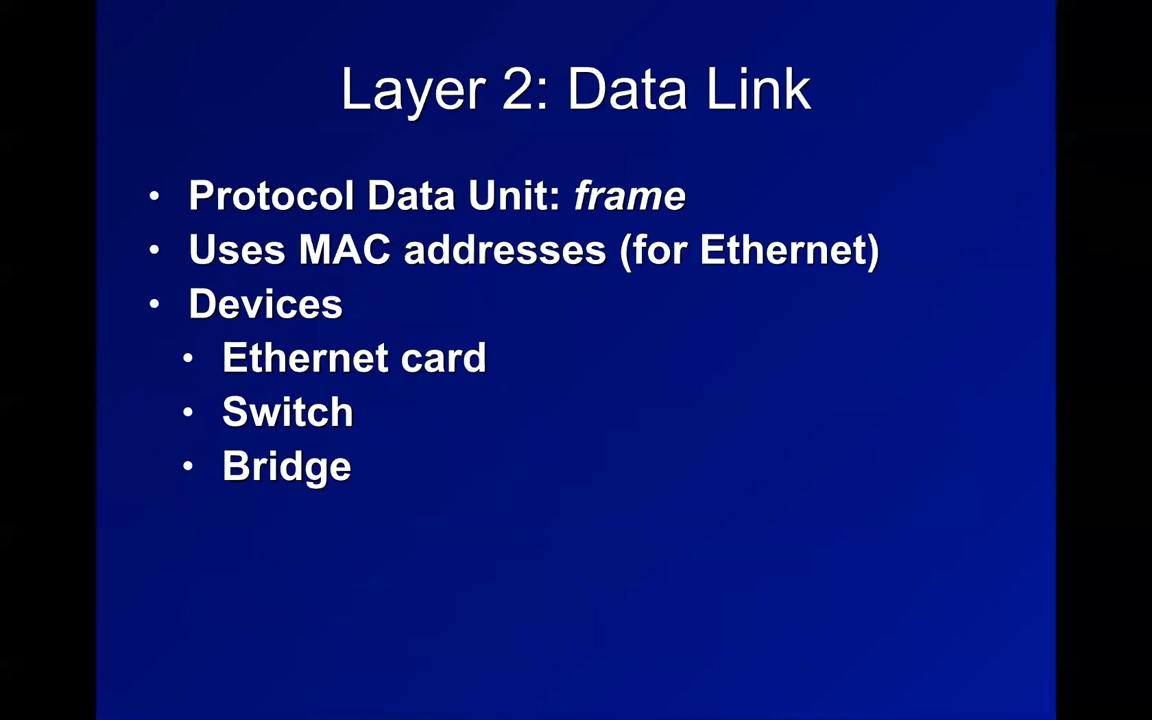 Layer 2: Data Link
• Protocol Data Unit: frame
• Uses MAC addresses (for Ethernet)
• Devices
• Ethernet card
• Switch
• Bridge